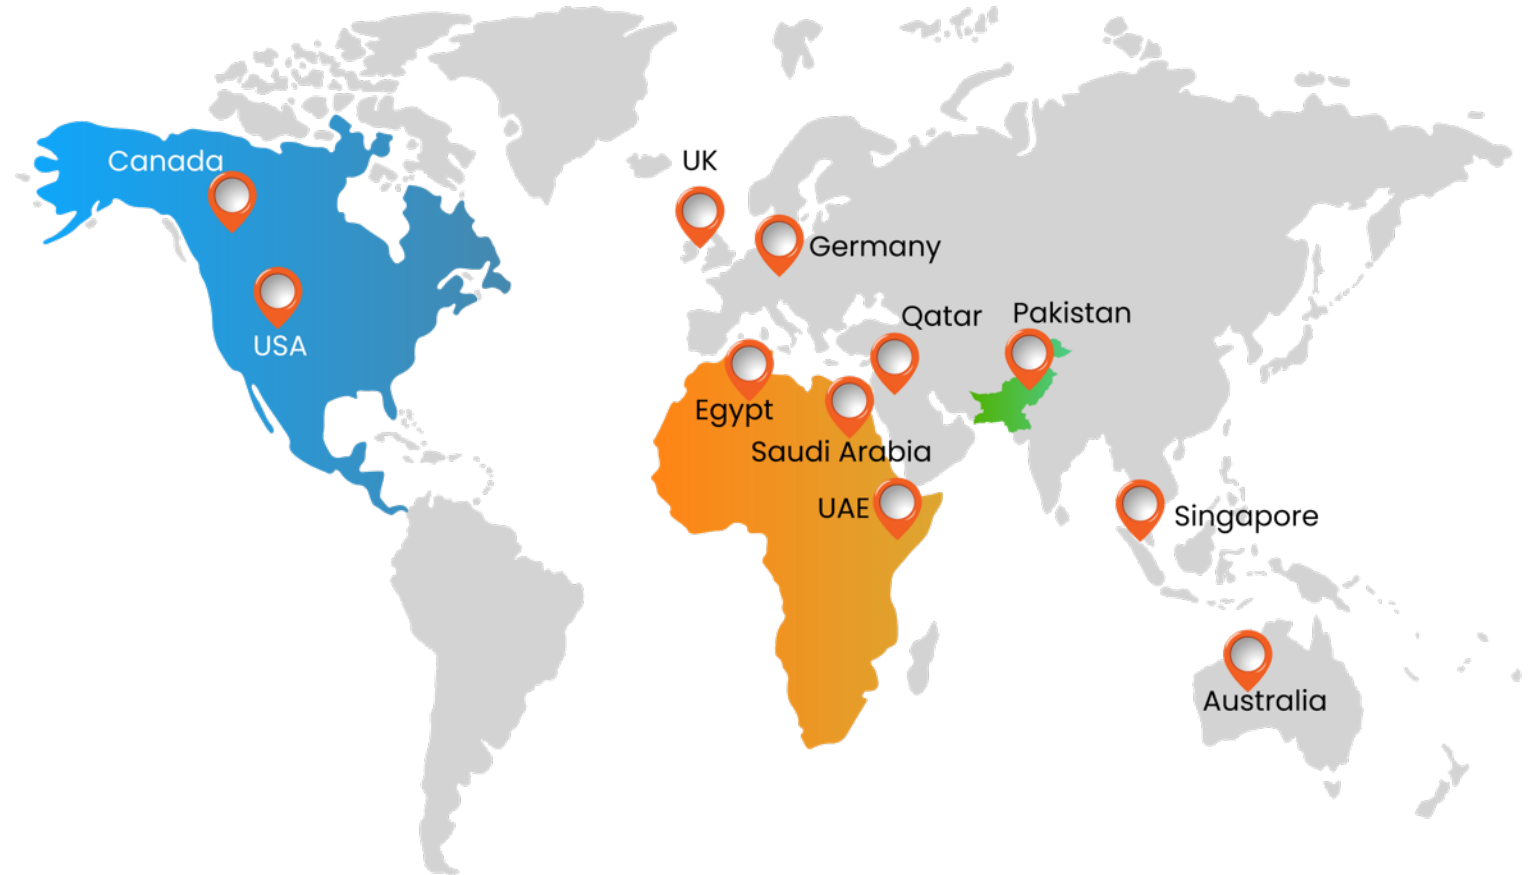 Canada
UK
Germany
USA
Qatar
Pakistan
Egypt
Saudi Arabia
UAE
Singapore
Australia